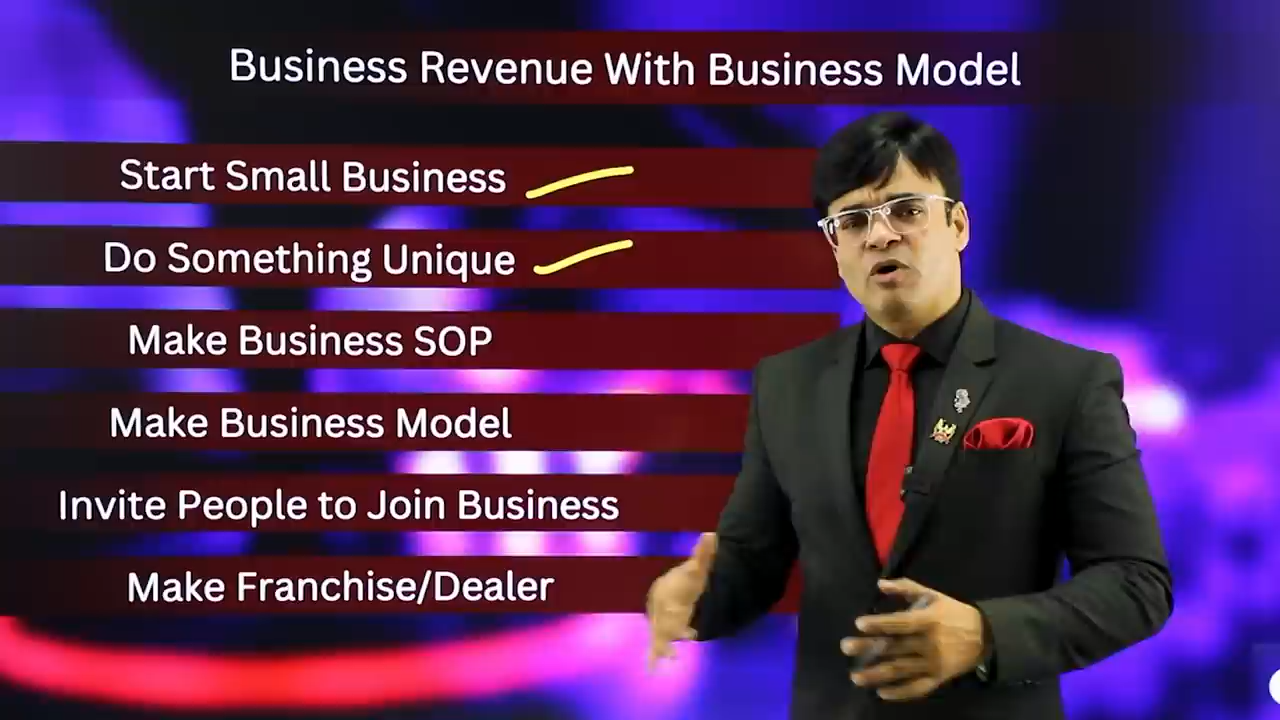 Business Revenue With Business Model
Start Small Business
Do Something Unique
Make Business SOP
Make Business Model
Invite People to Join Business
Make Franchise/Dealer